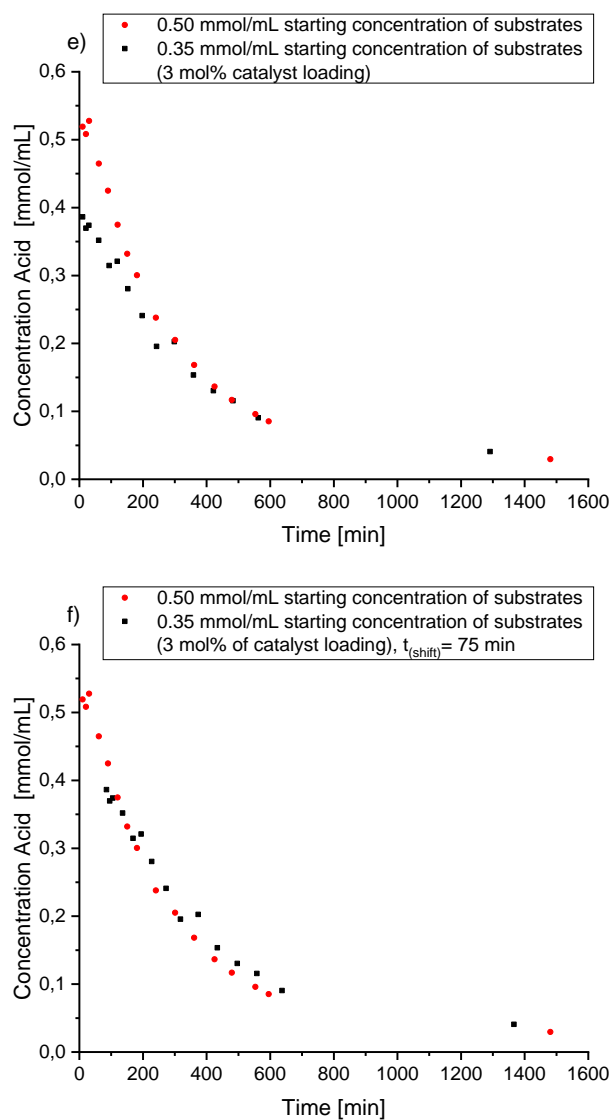 e)
0.50 mmol/mL starting concentration of substrates
0.35 mmol/mL starting concentration of substrates
(3 mol% catalyst loading)
0,6
0,5
0,4
0,3
0,2
0,1
0,0
Concentration Acid [mmol/mL]
0 200 400 600 800 1000 1200 1400 1600
Time [min]
f)
0.50 mmol/mL starting concentration of substrates
0.35 mmol/mL starting concentration of substrates
(3 mol% of catalyst loading), t(shift)= 75 min
0,6
0,5
0,4
0,3
0,2
0,1
0,0
Concentration Acid [mmol/mL]
0 200 400 600 800 1000 1200 1400 1600
Time [min]